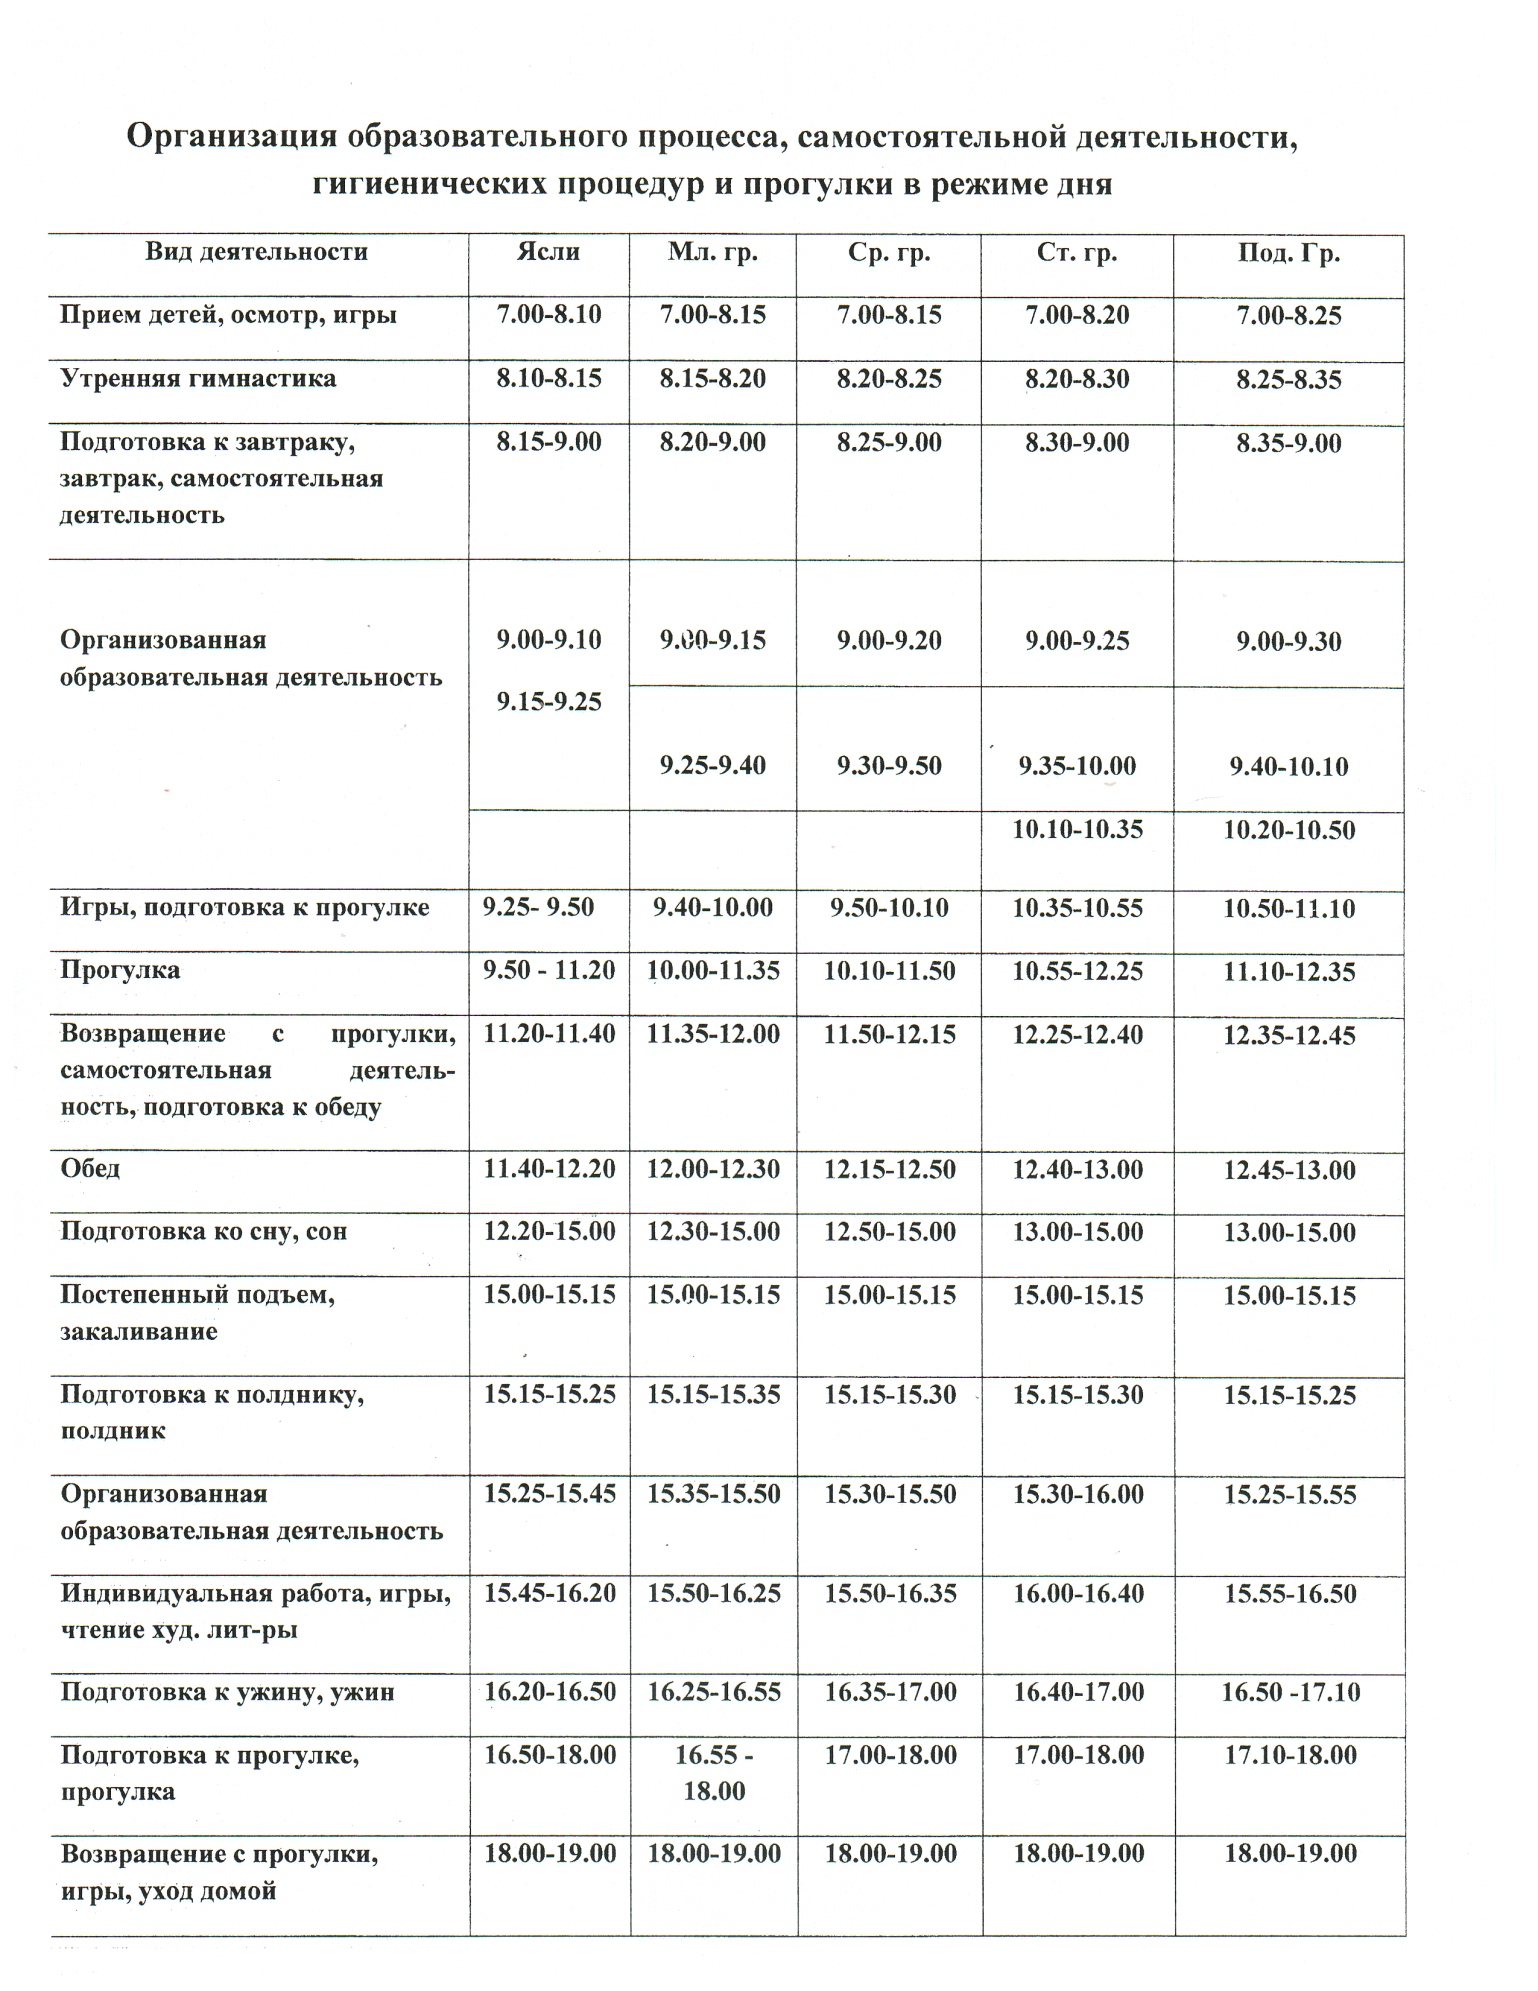 Организация образовательного процесса, самостоятельной деятельности,
гигиенических процедур и прогулки в режиме дня
Вид деятельности Ясли Мл. гр. Ср. гр. Ст. гр. Под. Гр.
Прием детей, осмотр, игры 7.00-8.10 7.00-8.15 7.00-8.15 7.00-8.20 7.00-8.25
Утренняя гимнастика 8.10-8.15 8.15-8.20 8.20-8.25 8.20-8.30 8.25-8.35
Подготовка к завтраку, 8.15-9.00 8.20-9.00 8.25-9.00 8.30-9.00 8.35-9.00
завтрак, самостоятельная
деятельность
Организованная 9.00-9.10 9.00-9.15 9.00-9.20 9.00-9.25 9.00-9.30
образовательная деятельность
9.15-9.25
9.25-9.40 9.30-9.50 9.35-10.00 9.40-10.10
10.10-10.35 10.20-10.50
Игры, подготовка к прогулке 9.25- 9.50 9.40-10.00 9.50-10.10 10.35-10.55 10.50-11.10
Прогулка 9.50 - 11.20 10.00-11.35 10.10-11.50 10.55-12.25 11.10-12.35
Возвращение с прогулки, 11.20-11.40 11.35-12.00 11.50-12.15 12.25-12.40 12.35-12.45
самостоятельная деятель-
ность, подготовка к обеду
Обед 11.40-12.20 12.00-12.30 12.15-12.50 12.40-13.00 12.45-13.00
Подготовка ко сну, сон 12.20-15.00 12.30-15.00 12.50-15.00 13.00-15.00 13.00-15.00
Постепенный подъем, 15.00-15.15 15.00-15.15 15.00-15.15 15.00-15.15 15.00-15.15
закаливание
Подготовка к полднику, 15.15-15.25 15.15-15.35 15.15-15.30 15.15-15.30 15.15-15.25
полдник
Организованная 15.25-15.45 15.35-15.50 15.30-15.50 15.30-16.00 15.25-15.55
образовательная деятельность
Индивидуальная работа, игры, 15.45-16.20 15.50-16.25 15.50-16.35 16.00-16.40 15.55-16.50
чтение худ. лит-ры
Подготовка к ужину, ужин 16.20-16.50 16.25-16.55 16.35-17.00 16.40-17.00 16.50 -17.10
Подготовка к прогулке, 16.50-18.00 16.55 - 17.00-18.00 17.00-18.00 17.10-18.00
прогулка 18.00
Возвращение с прогулки, 18.00-19.00 18.00-19.00 18.00-19.00 18.00-19.00 18.00-19.00
игры, уход домой